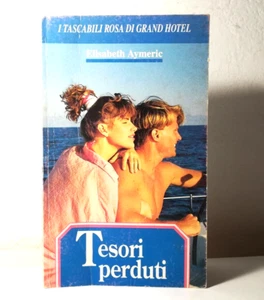 I TASCABILI ROSA DI GRAND HOTEL
Elisabeth Aymeric
Tesori
perduti